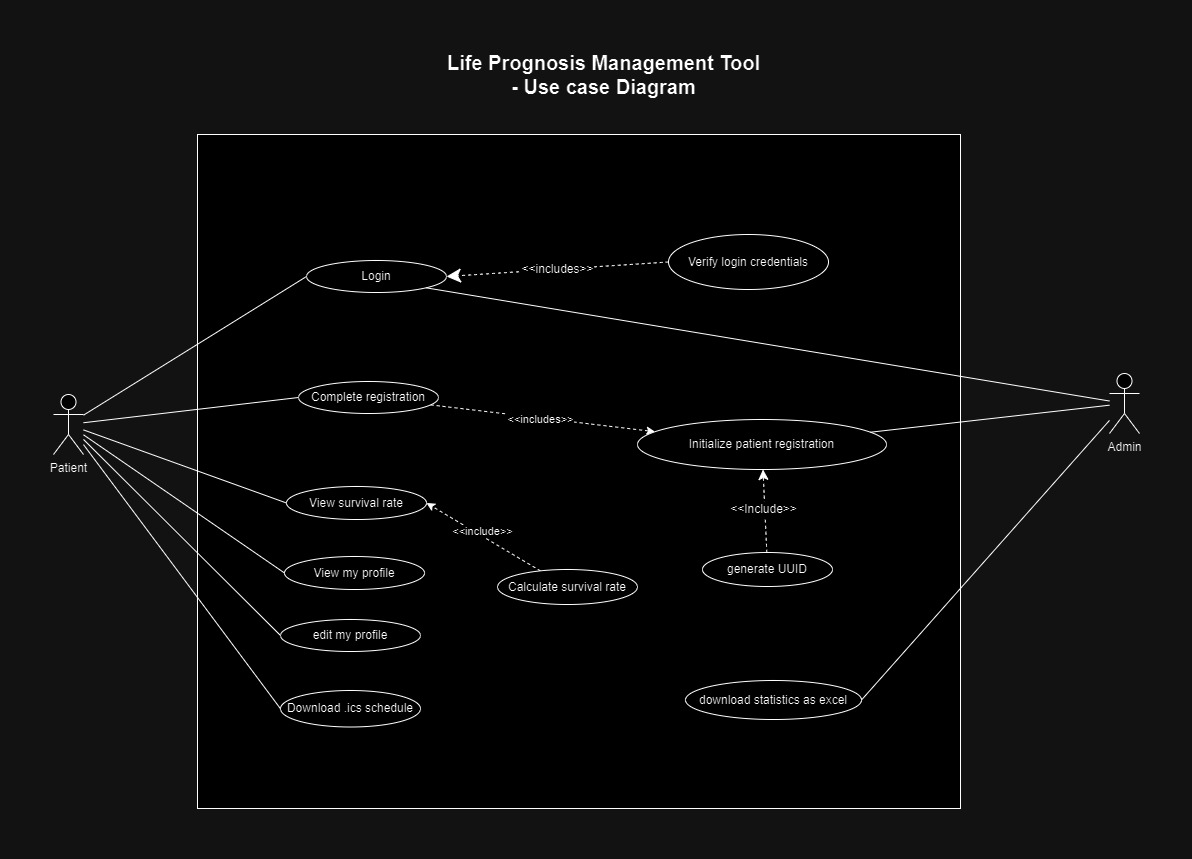 Life Prognosis Management Tool
- Use case Diagram
Verify login credentials
Login
<<includes>>
Complete registration
<<includes>>
Initialize patient registration
Patient
Admin
View survival rate
<<Include>>
<<include>>
View my profile
generate UUID
Calculate survival rate
edit my profile
download statistics as excel
Download .ics schedule